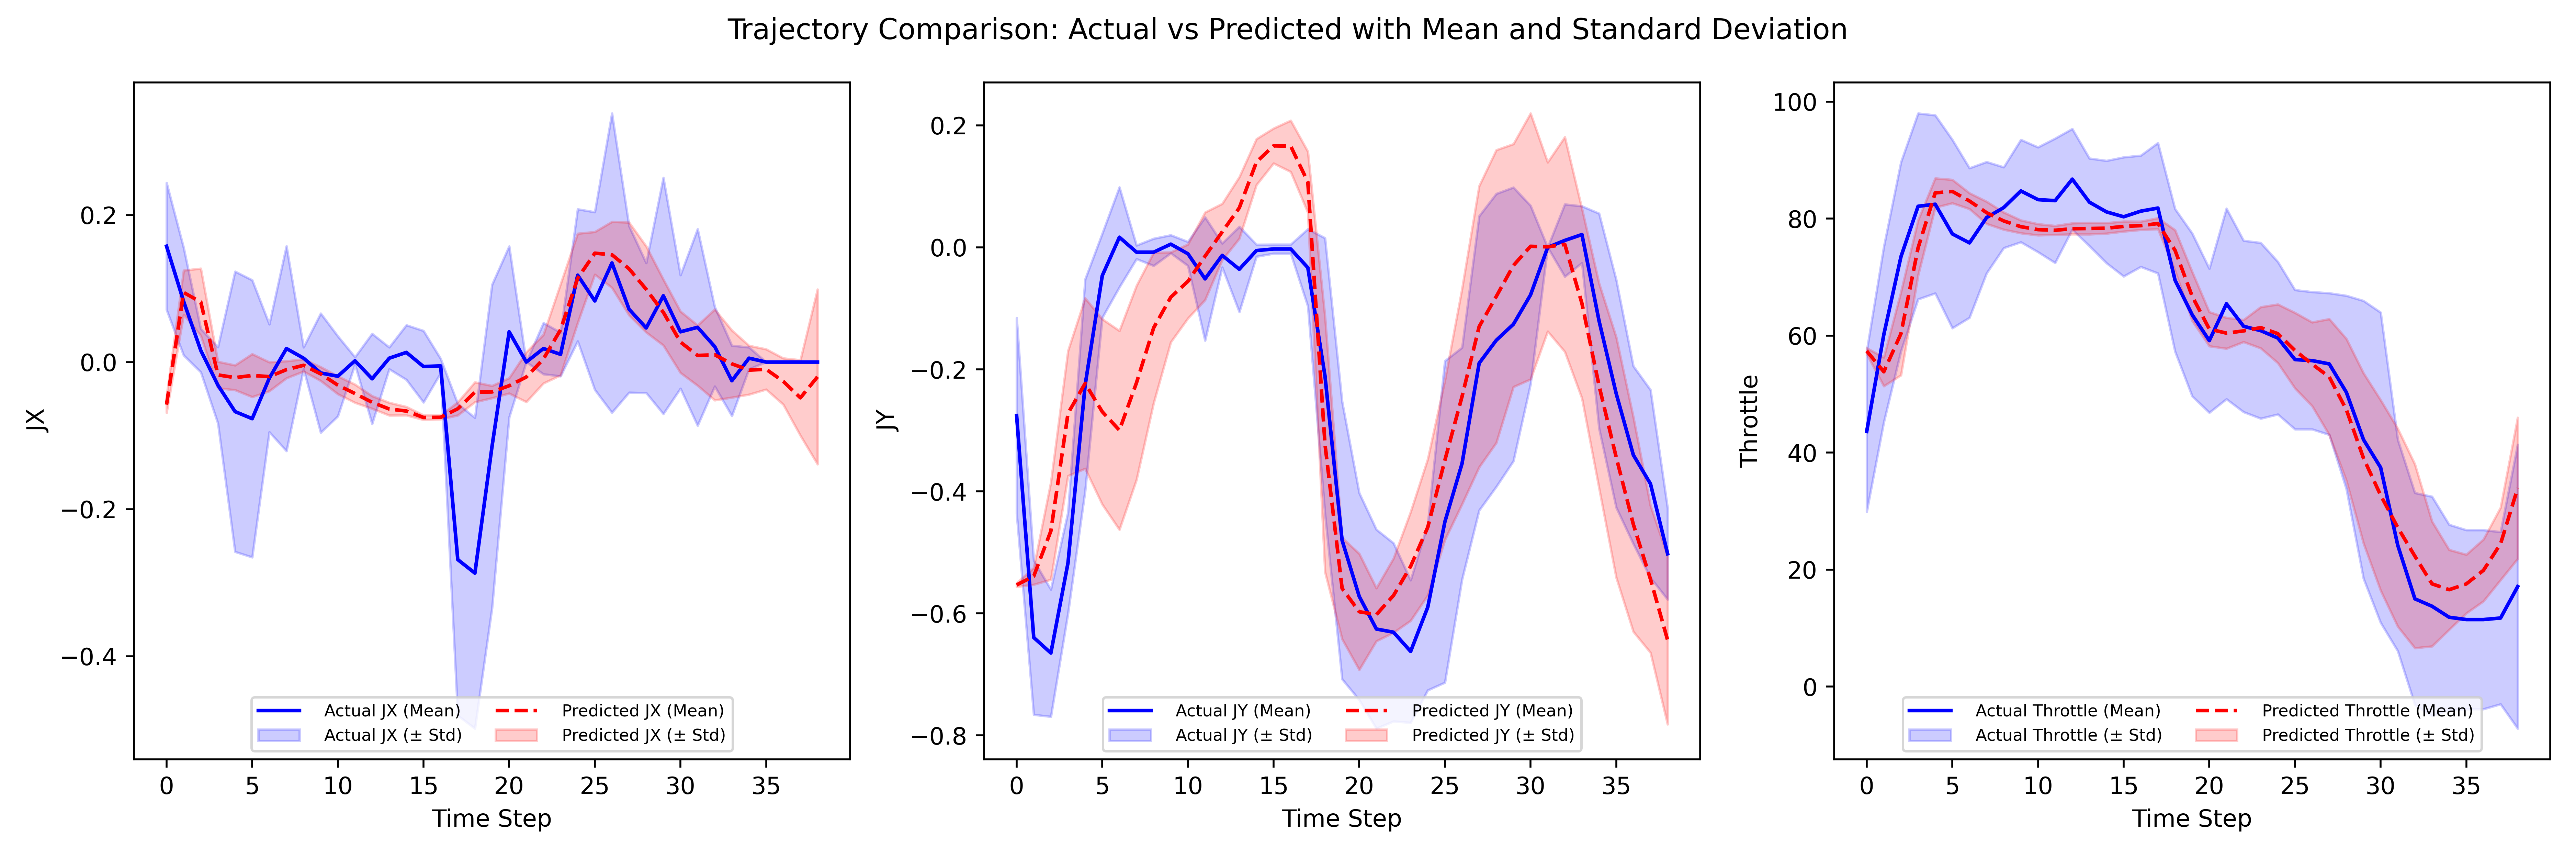 Trajectory Comparison: Actual vs Predicted with Mean and Standard Deviation
JX
0.2
0.0
−0.2
−0.4
0 5 10 15 20 25 30 35
Time Step
Actual JX (Mean) Predicted JX (Mean)
Actual JX (± Std) Predicted JX (± Std)
JY
0.2
0.0
−0.2
−0.4
−0.6
−0.8
0 5 10 15 20 25 30 35
Time Step
Actual JY (Mean) Predicted JY (Mean)
Actual JY (± Std) Predicted JY (± Std)
Throttle
100
80
60
40
20
0
0 5 10 15 20 25 30 35
Time Step
Actual Throttle (Mean) Predicted Throttle (Mean)
Actual Throttle (± Std) Predicted Throttle (± Std)